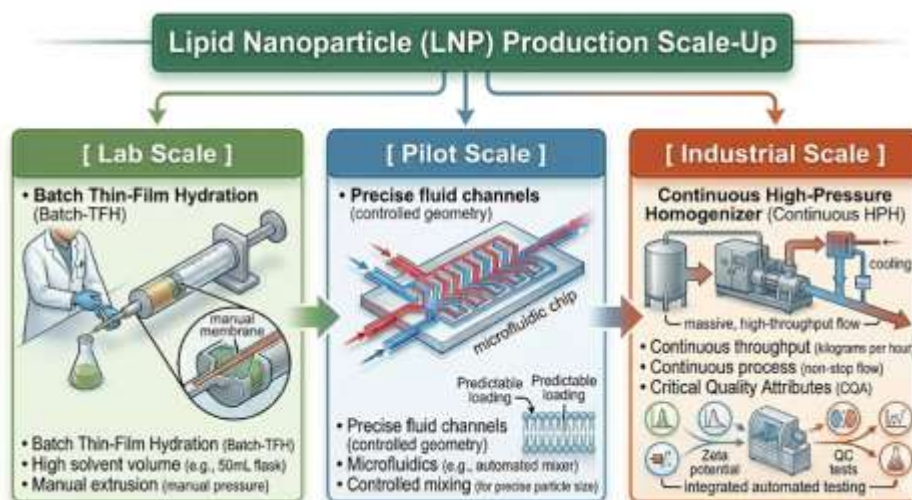 Lipid Nanoparticle (LNP) Production Scale-Up
[ Lab Scale ]
• Batch Thin-Film Hydration
(Batch-TFH)
manual
membrane
• Batch Thin-Film Hydration (Batch-TFH)
• High solvent volume (e.g., 50mL flask)
• Manual extrusion (manual pressure)
[ Pilot Scale ]
• Precise fluid channels
(controlled geometry)
microfluidic chip
Predictable
loading
Predictable
loading
• Precise fluid channels
(controlled geometry)
• Microfluidics (e.g., automated mixer)
• Controlled mixing (for precise particle size)
[ Industrial Scale ]
Continuous High-Pressure
Homogenizer (Continuous HPH)
cooling
massive, high-throughput flow
• Continuous throughput (kilograms per hour)
• Continuous process (non-stop flow)
• Critical Quality Attributes (CQA)
Zeta
potential
QC
tests
integrated automated testing